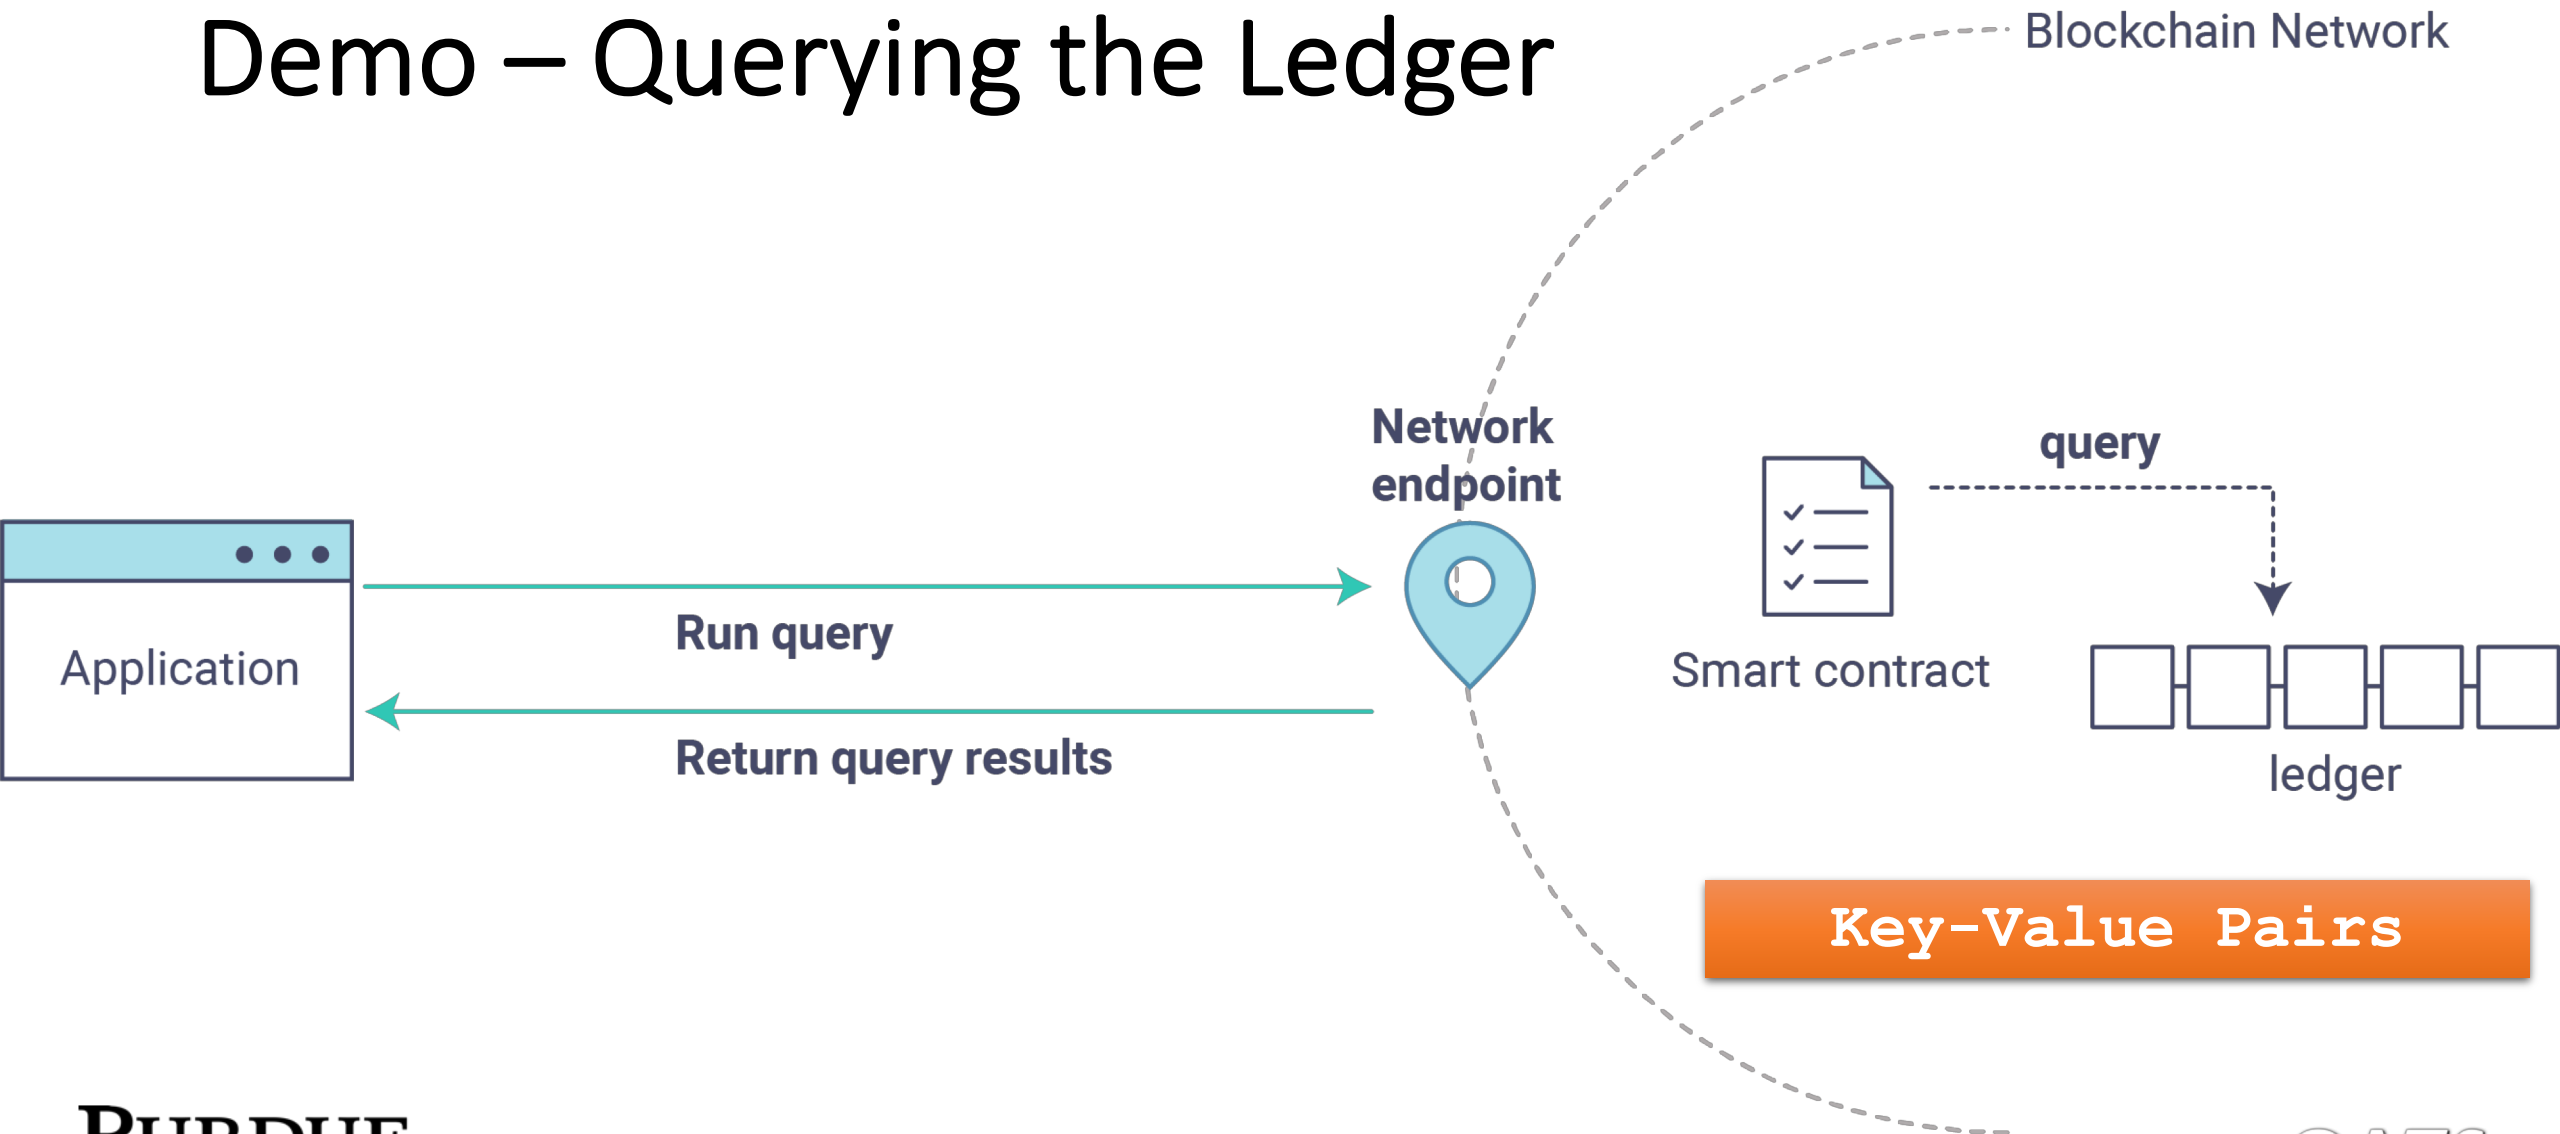 Demo – Querying the Ledger
Blockchain Network
Network
endpoint
query
Run query
Application
Smart contract
Return query results
ledger
Key-Value Pairs
PURDUE